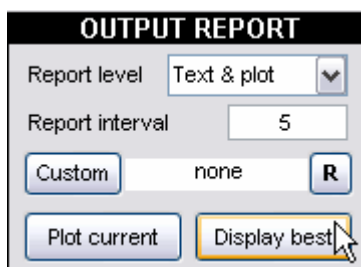 OUTPUT REPORT
Report level Text & plot
Report interval 5
Custom none R
Plot current Display best